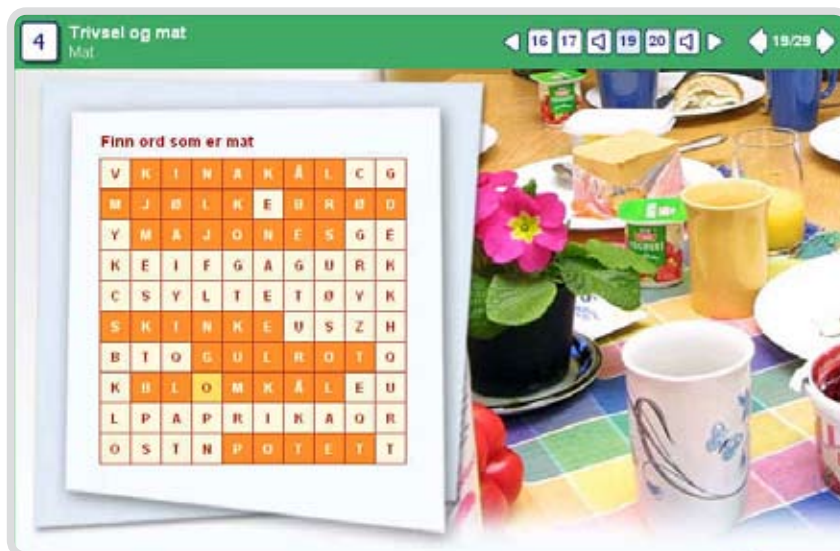 4 Trivsel og mat 16 17 19 20 19/29
Mat
Finn ord som er mat
V K I N A K Å L C G
M J Ø L K E B R Ø D
Y M A J O N E S G E
K E I F G A G U R K
C S Y L T E T Ø Y K
S K I N K E U S Z H
B T O G U L R O T O
K B L O M K Å L E U
L P A P R I K A O R
O S T N P O T E T T